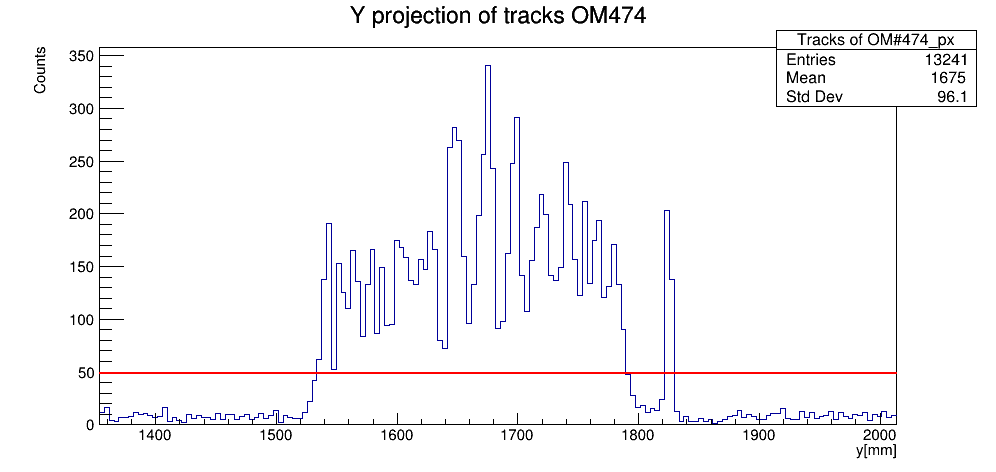 Y projection of tracks OM474
Tracks of OM#474_px
Entries 13241
Mean 1675
Std Dev 96.1
Counts
350
300
250
200
150
100
50
0
1400 1500 1600 1700 1800 1900 2000
y[mm]